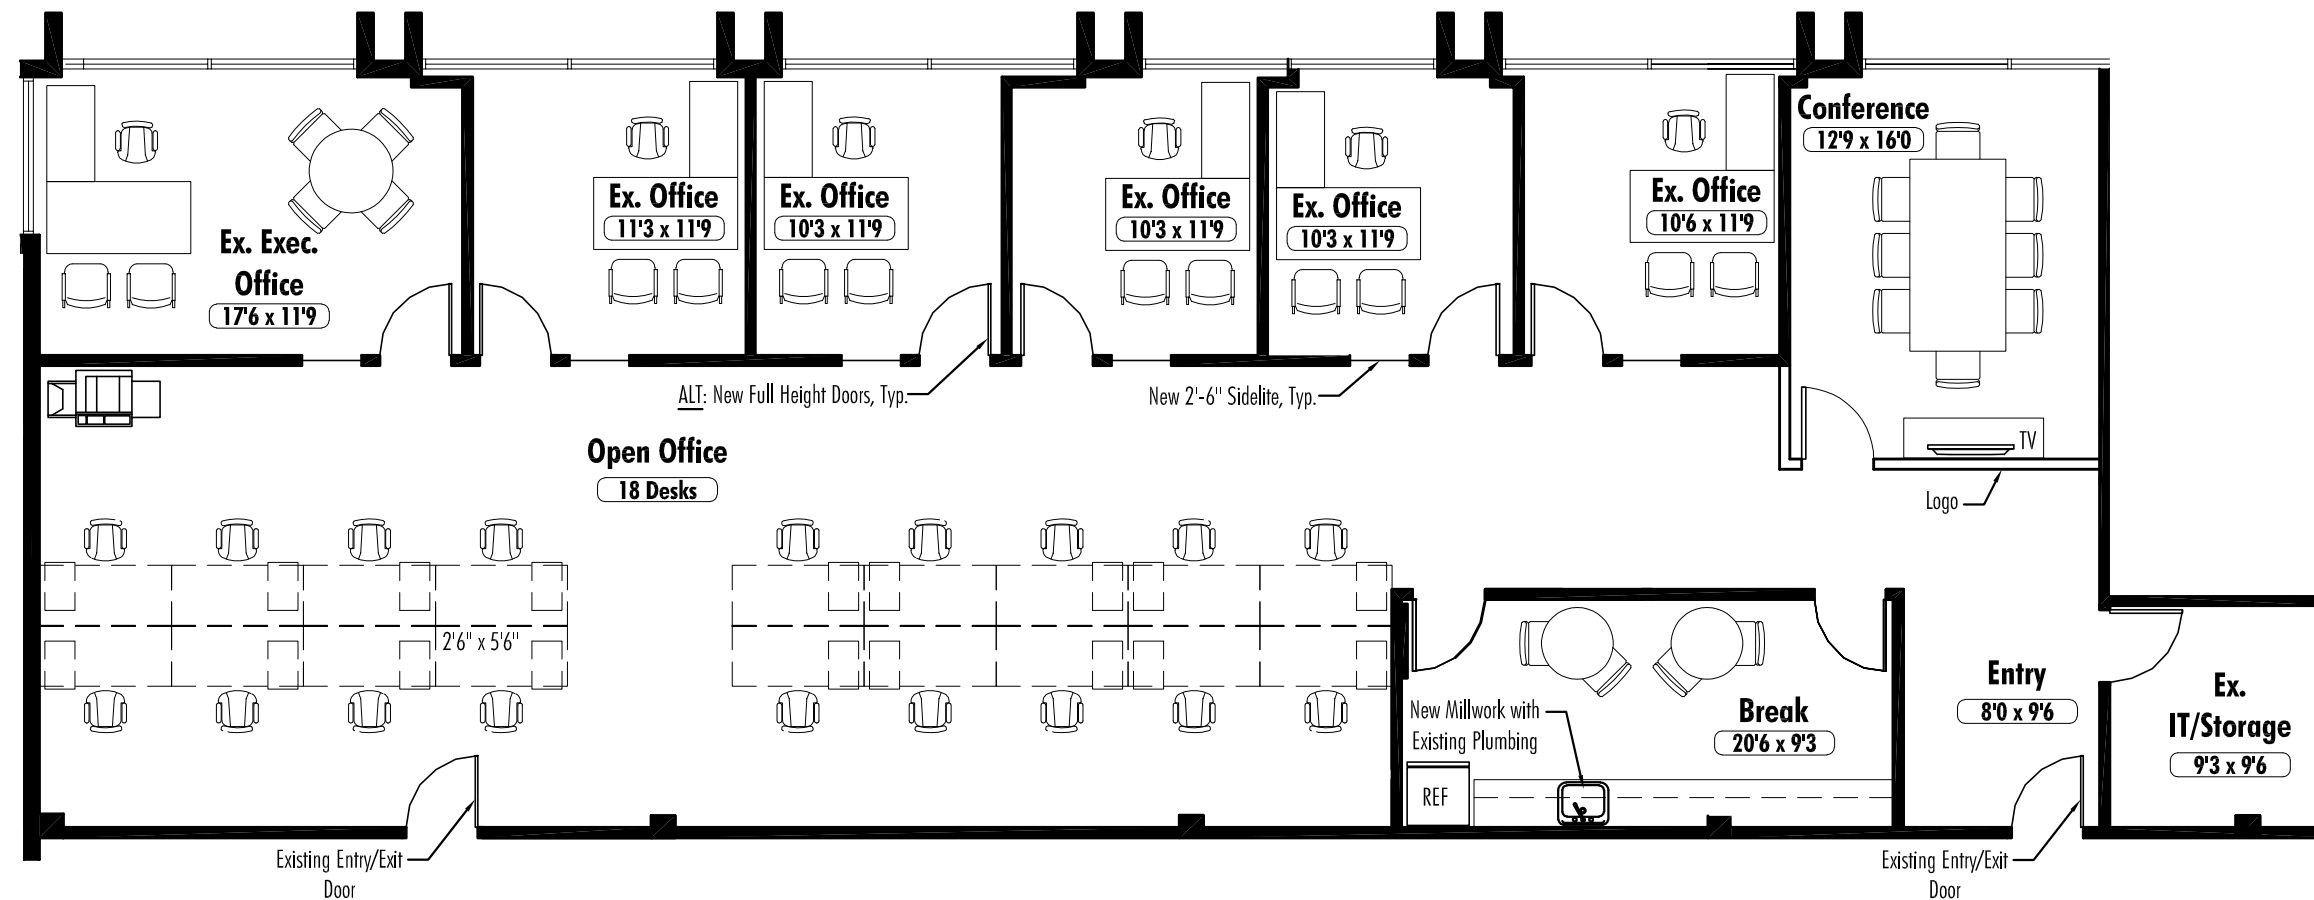 Conference
12'9 x 16'0
Ex. Office
11'3 x 11'9
Ex. Office
10'3 x 11'9
Ex. Office
10'3 x 11'9
Ex. Office
10'3 x 11'9
Ex. Office
10'6 x 11'9
Ex. Exec.
Office
17'6 x 11'9
ALT: New Full Height Doors, Typ.
New 2'-6" Sidelite, Typ.
TV
Logo
Open Office
18 Desks
2'6" x 5'6"
Entry
8'0 x 9'6
Ex.
IT/Storage
9'3 x 9'6
New Millwork with
Existing Plumbing
Break
20'6 x 9'3
REF
Existing Entry/Exit
Door
Existing Entry/Exit
Door